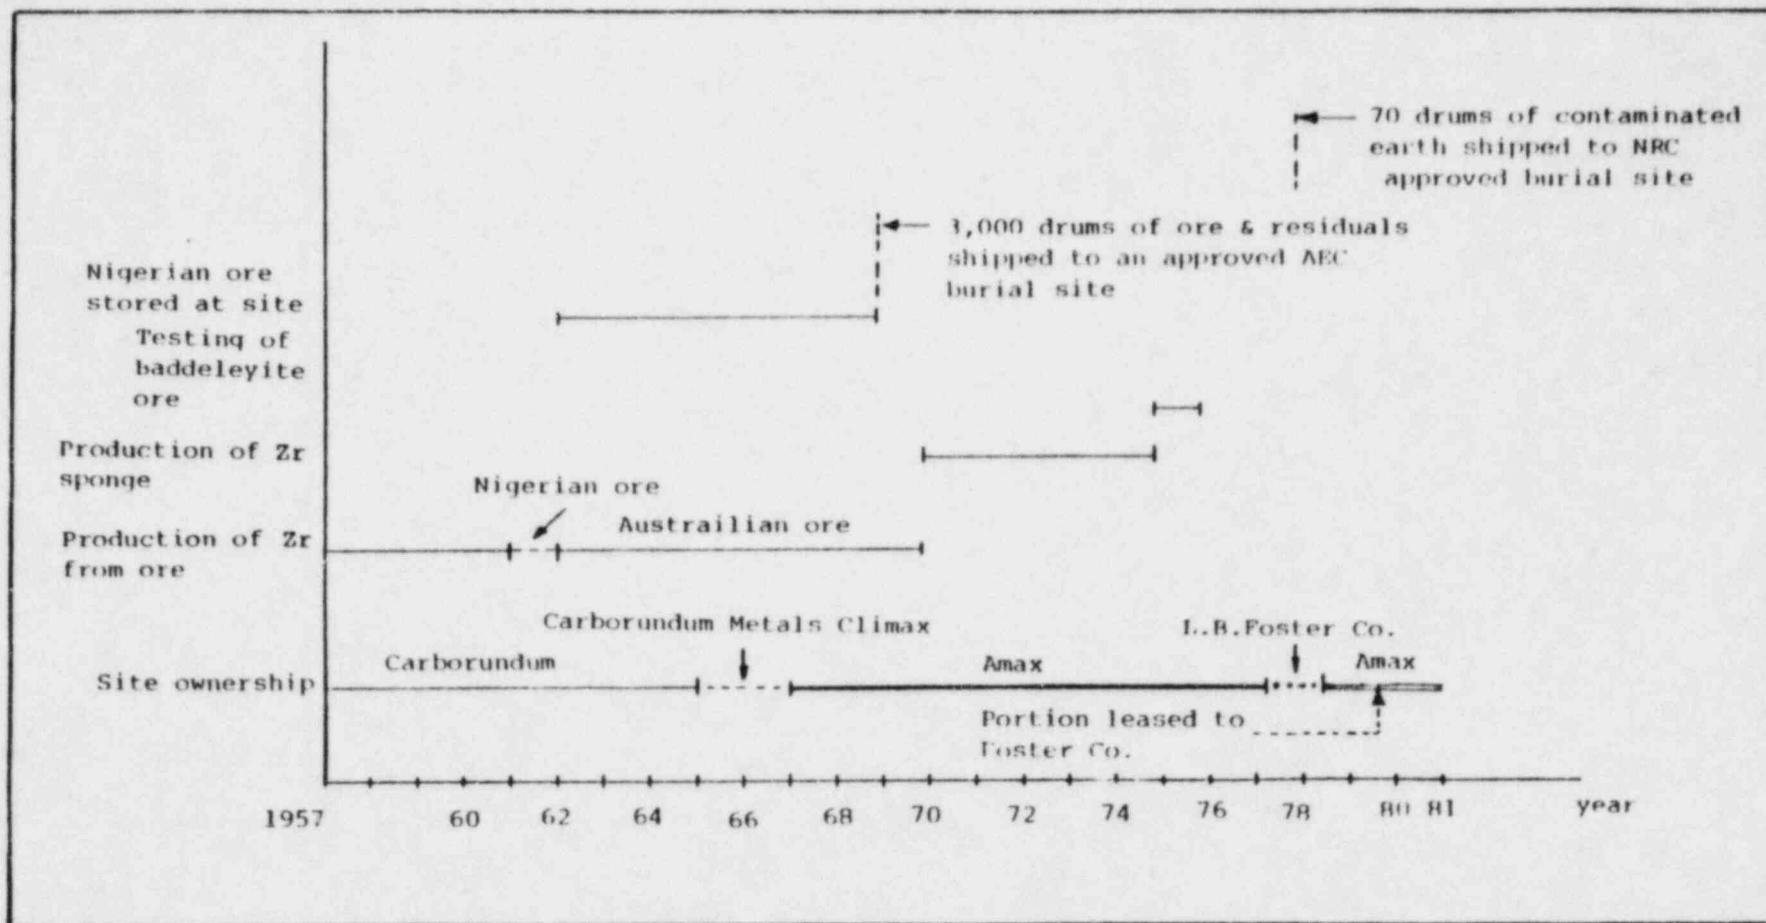 70 drums of contaminated
earth shipped to NRC
approved burial site
3,000 drums of ore & residuals
shipped to an approved AEC
burial site
Nigerian ore
stored at site
Testing of
baddeleyite
ore
Production of Zr
sponge
Nigerian ore
Austrailian ore
Production of Zr
from ore
Carborundum Metals Climax
L.B.Foster Co.
Carborundum
Amax
Amax
Site ownership
Portion leased to
Foster Co.
1957 60 62 64 66 68 70 72 74 76 78 80 81 year